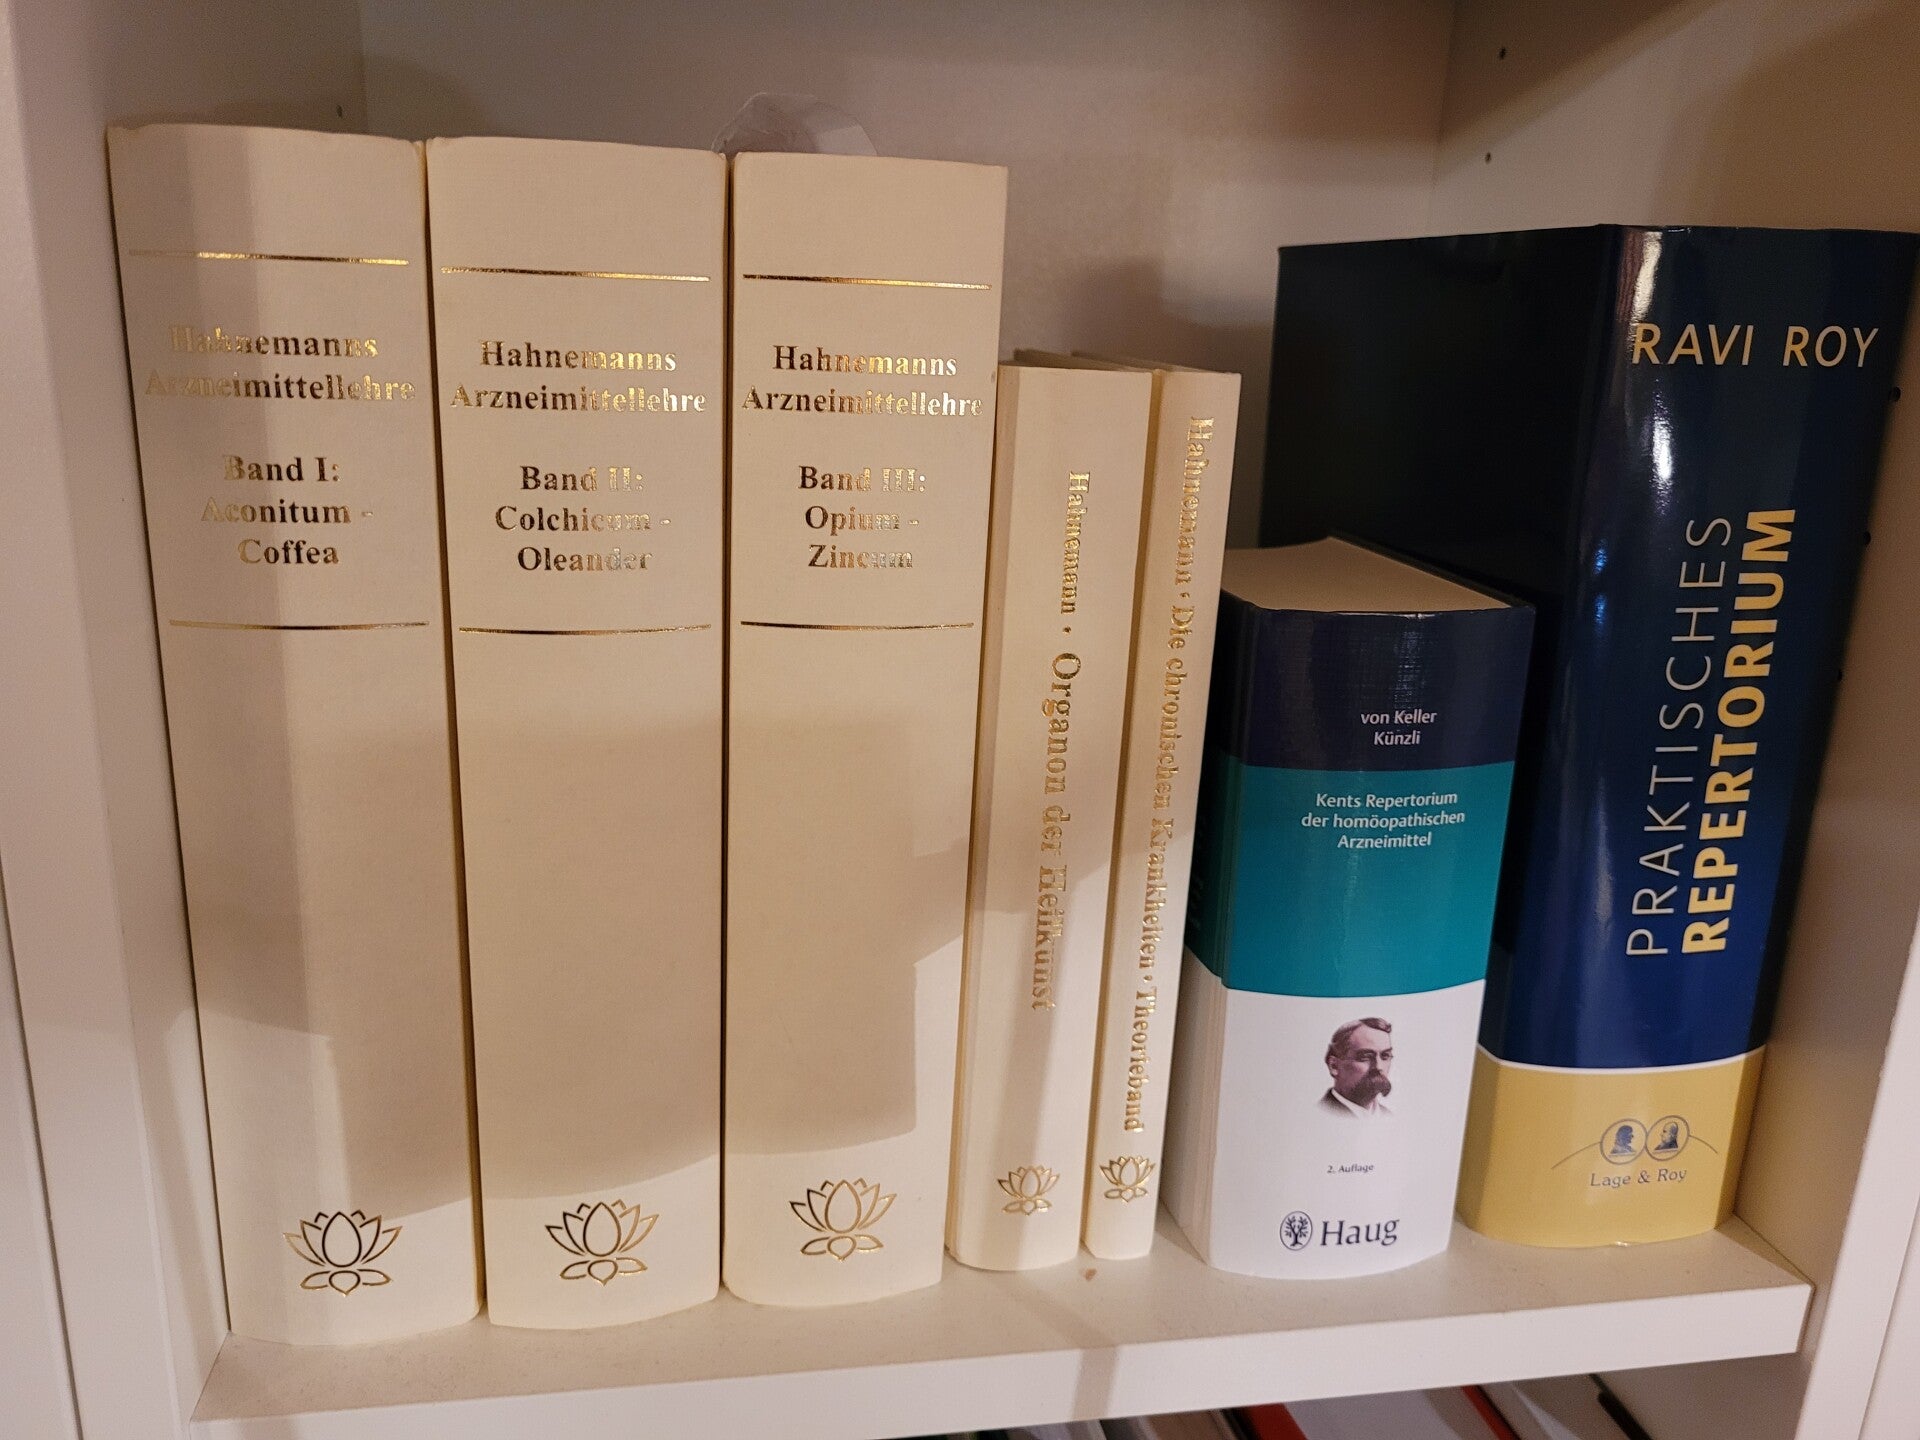 Hahnemanns
Arzneimittellehre
Band I:
Aconitum -
Coffea
Hahnemanns
Arzneimittellehre
Band II:
Colchicum -
Oleander
Hahnemanns
Arzneimittellehre
Band III:
Opium -
Zincum
Hahnemann · Organon der Heilkunst
Hahnemann · Die chronischen Krankheiten · Theorieband
von Keller
Künzli
Kents Repertorium
der homöopathischen
Arzneimittel
2. Auflage
Haug
RAVI ROY
PRAKTISCHES
REPERTORIUM
Lage & Roy